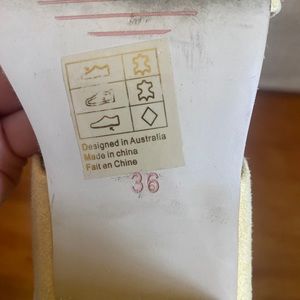 Designed in Australia
Made in china
Fait en Chine
36